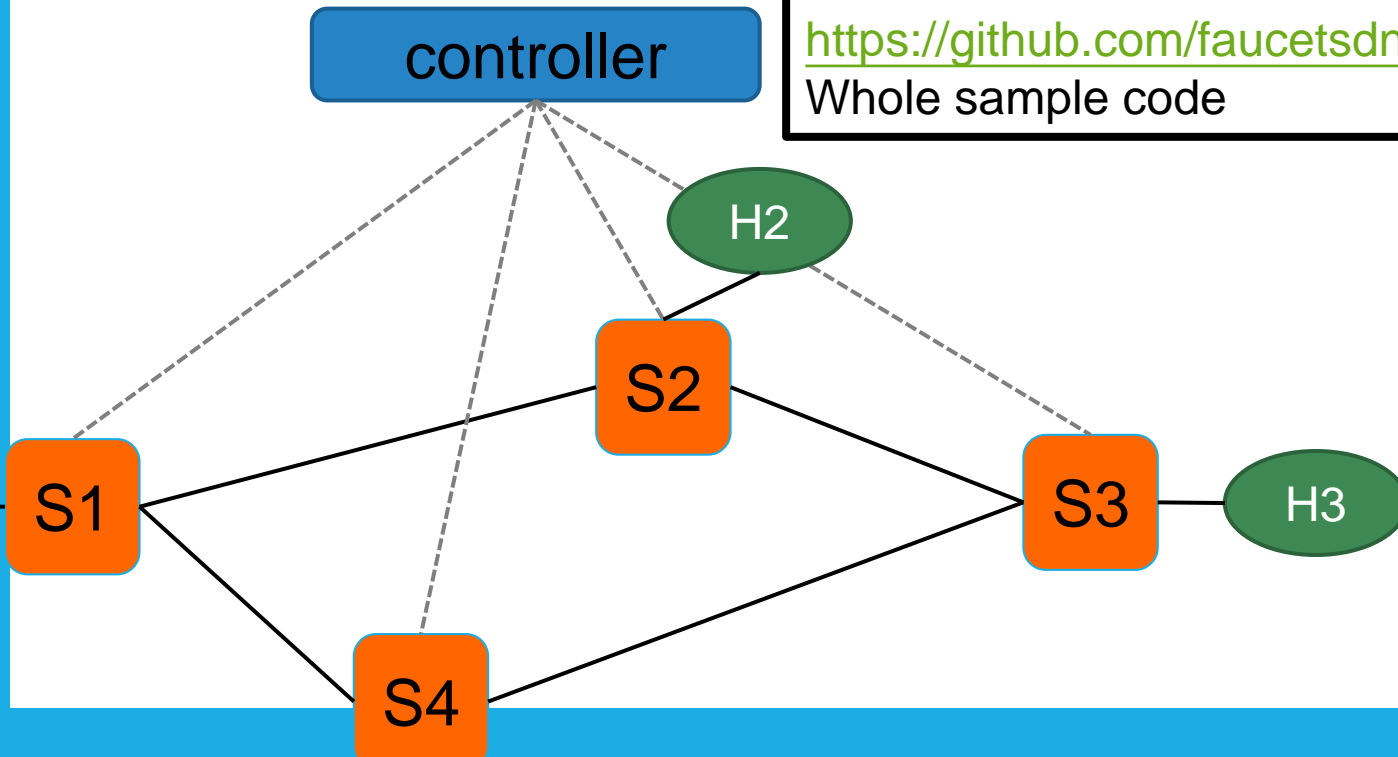 controller
https://github.com/faucetsdn
Whole sample code
H2
S2
S1
S3
H3
S4